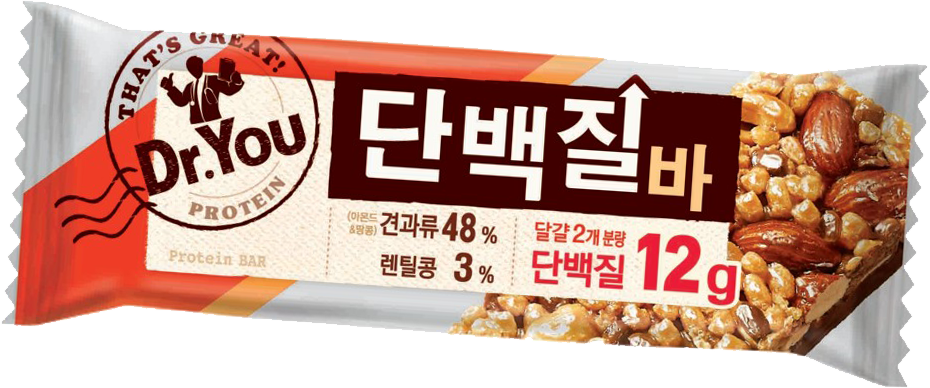 THAT'S GREAT!
Dr.You
PROTEIN
Protein BAR
단백질바
(아몬드
&땅콩)
견과류 48 %
렌틸콩 3 %
달걀 2개 분량
단백질 12g